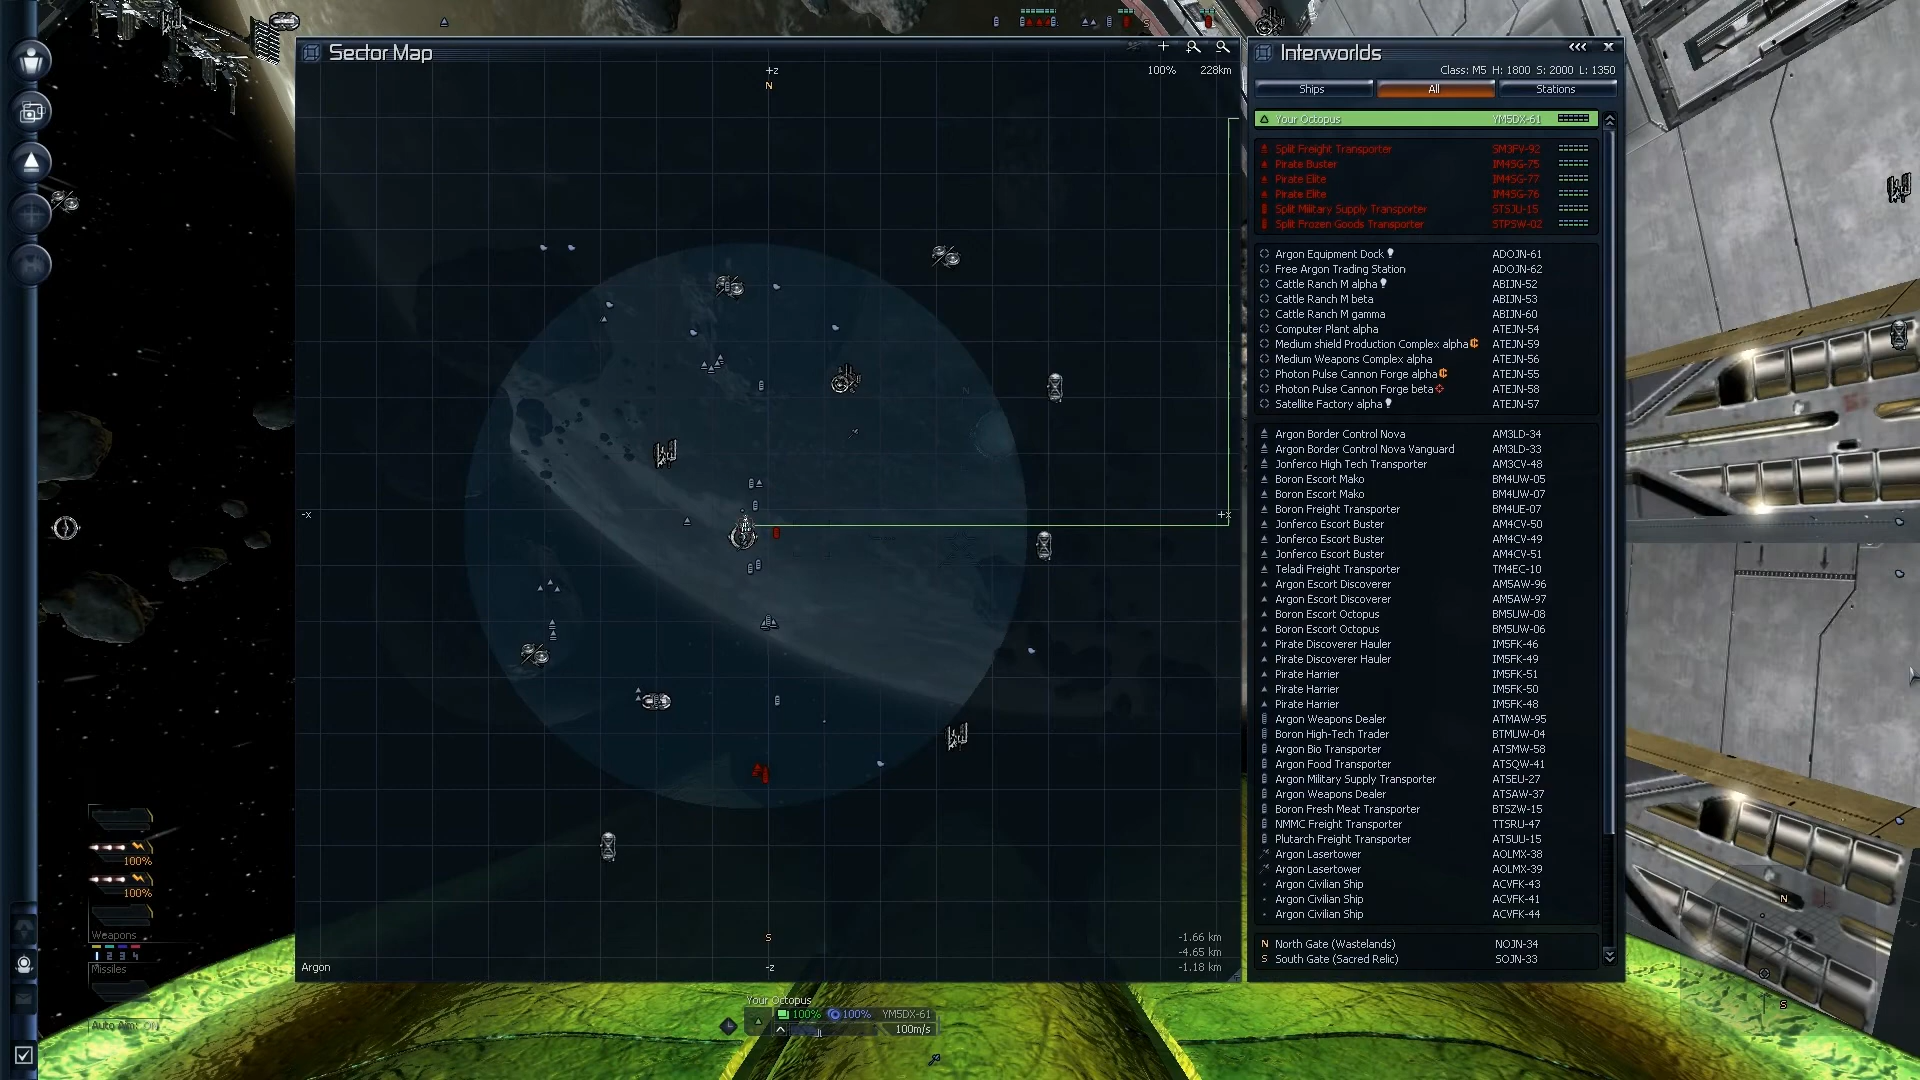 Sector Map
100%
228km
+z
N
-x
+x
S
-z
-1.66 km
-4.65 km
-1.18 km
Argon
Interworlds
Class: M5 H: 1800 S: 2000 L: 1350
Ships
All
Stations
Your Octopus YM5DX-61
Split Freight Transporter SM3FV-92
Pirate Buster IM4SG-75
Pirate Elite IM4SG-77
Pirate Elite IM4SG-76
Split Military Supply Transporter STSJU-15
Split Frozen Goods Transporter STPSW-02
Argon Equipment Dock ADOJN-61
Free Argon Trading Station ADOJN-62
Cattle Ranch M alpha ABIJN-52
Cattle Ranch M beta ABIJN-53
Cattle Ranch M gamma ABIJN-60
Computer Plant alpha ATEJN-54
Medium shield Production Complex alpha ATEJN-59
Medium Weapons Complex alpha ATEJN-56
Photon Pulse Cannon Forge alpha ATEJN-55
Photon Pulse Cannon Forge beta ATEJN-58
Satellite Factory alpha ATEJN-57
Argon Border Control Nova AM3LD-34
Argon Border Control Nova Vanguard AM3LD-33
Jonferco High Tech Transporter AM3CV-48
Boron Escort Mako BM4UW-05
Boron Escort Mako BM4UW-07
Boron Freight Transporter BM4UE-07
Jonferco Escort Buster AM4CV-50
Jonferco Escort Buster AM4CV-49
Jonferco Escort Buster AM4CV-51
Teladi Freight Transporter TM4EC-10
Argon Escort Discoverer AM5AW-96
Argon Escort Discoverer AM5AW-97
Boron Escort Octopus BM5UW-08
Boron Escort Octopus BM5UW-06
Pirate Discoverer Hauler IM5FK-46
Pirate Discoverer Hauler IM5FK-49
Pirate Harrier IM5FK-51
Pirate Harrier IM5FK-50
Pirate Harrier IM5FK-48
Argon Weapons Dealer ATMAW-95
Boron High-Tech Trader BTMUW-04
Argon Bio Transporter ATSMW-58
Argon Food Transporter ATSQW-41
Argon Military Supply Transporter ATSEU-27
Argon Weapons Dealer ATSAW-37
Boron Fresh Meat Transporter BTSZW-15
NMMC Freight Transporter TTSRU-47
Plutarch Freight Transporter ATSUU-15
Argon Lasertower AOLMX-38
Argon Lasertower AOLMX-39
Argon Civilian Ship ACVFK-43
Argon Civilian Ship ACVFK-41
Argon Civilian Ship ACVFK-44
N North Gate (Wastelands) NOJN-34
S South Gate (Sacred Relic) SOJN-33
100%
100%
Weapons
1 2 3 4
Missiles
Auto Aim: ON
Your Octopus
100% 100% YM5DX-61
100m/s
N
S